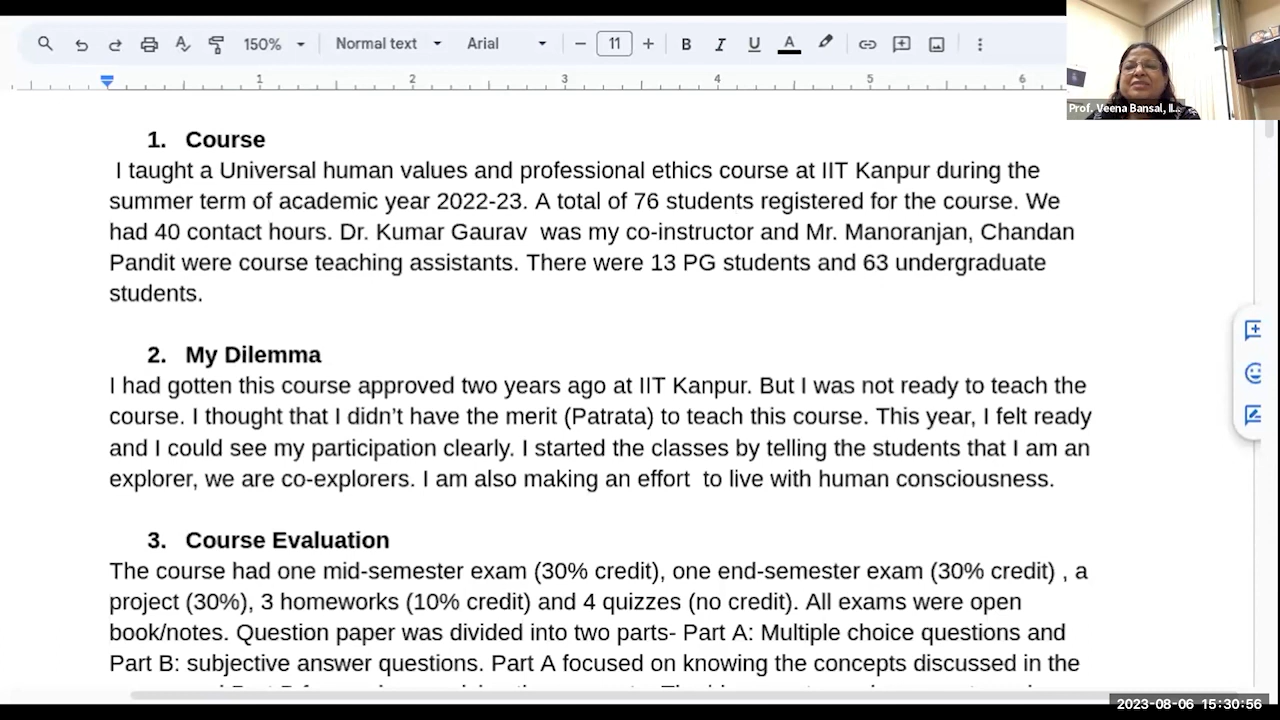 150%
Normal text
Arial
11
B
I
U
A
1
2
3
4
5
6
Prof. Veena Bansal, II...
1. Course
I taught a Universal human values and professional ethics course at IIT Kanpur during the
summer term of academic year 2022-23. A total of 76 students registered for the course. We
had 40 contact hours. Dr. Kumar Gaurav  was my co-instructor and Mr. Manoranjan, Chandan
Pandit were course teaching assistants. There were 13 PG students and 63 undergraduate
students.
2. My Dilemma
I had gotten this course approved two years ago at IIT Kanpur. But I was not ready to teach the
course. I thought that I didn’t have the merit (Patrata) to teach this course. This year, I felt ready
and I could see my participation clearly. I started the classes by telling the students that I am an
explorer, we are co-explorers. I am also making an effort  to live with human consciousness.
3. Course Evaluation
The course had one mid-semester exam (30% credit), one end-semester exam (30% credit) , a
project (30%), 3 homeworks (10% credit) and 4 quizzes (no credit). All exams were open
book/notes. Question paper was divided into two parts- Part A: Multiple choice questions and
Part B: subjective answer questions. Part A focused on knowing the concepts discussed in the
2023-08-06 15:30:56